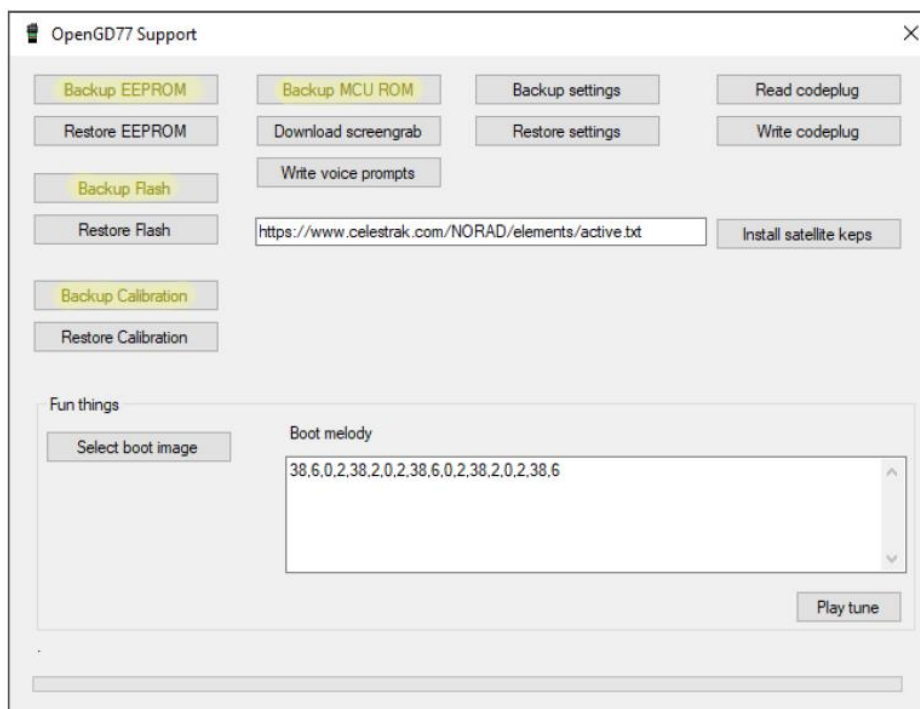 OpenGD77 Support
Backup EEPROM
Backup MCU ROM
Backup settings
Read codeplug
Restore EEPROM
Download screengrab
Restore settings
Write codeplug
Write voice prompts
Backup Flash
Restore Flash
https://www.celestrak.com/NORAD/elements/active.txt
Install satellite keps
Backup Calibration
Restore Calibration
Fun things
Select boot image
Boot melody
38,6,0,2,38,2,0,2,38,6,0,2,38,2,0,2,38,6
Play tune
.